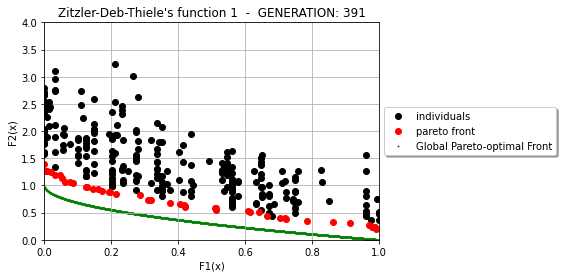 Zitzler-Deb-Thiele's function 1 - GENERATION: 391
4.0
3.5
3.0
2.5
2.0
1.5
1.0
0.5
0.0
F2(x)
0.0 0.2 0.4 0.6 0.8 1.0
F1(x)
individuals
pareto front
Global Pareto-optimal Front